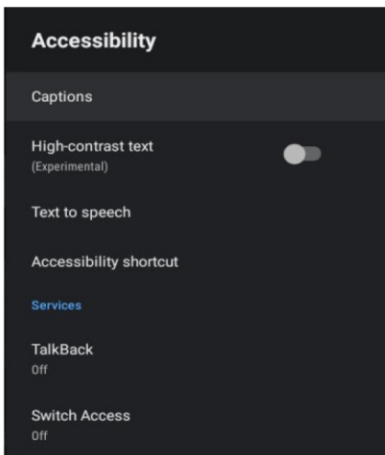 Accessibility
Captions
High-contrast text
(Experimental)
Text to speech
Accessibility shortcut
Services
TalkBack
Off
Switch Access
Off